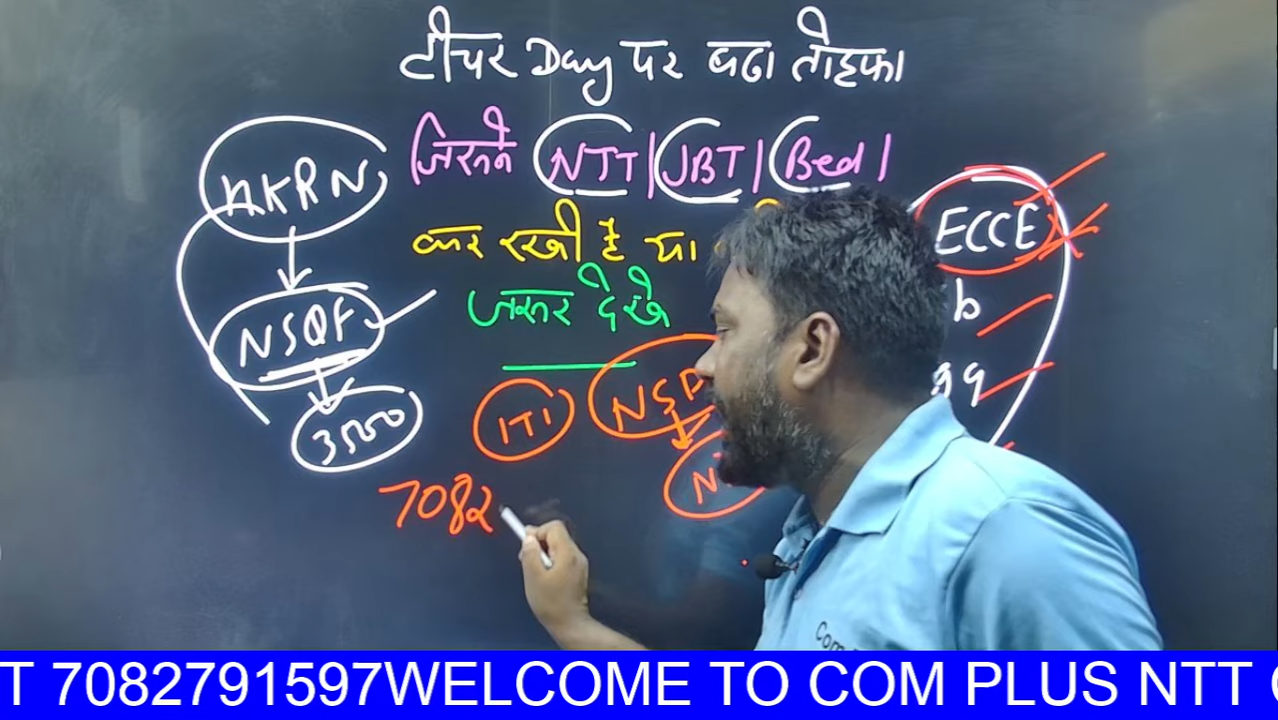 टीचर Day पर बडा तोहफा
जिसने NTT | JBT | Bed |
HKRN
कर रखी है या
ECCE
जरूर देखे
NSQF
3500
ITI
7082
T 7082791597WELCOME TO COM PLUS NTT